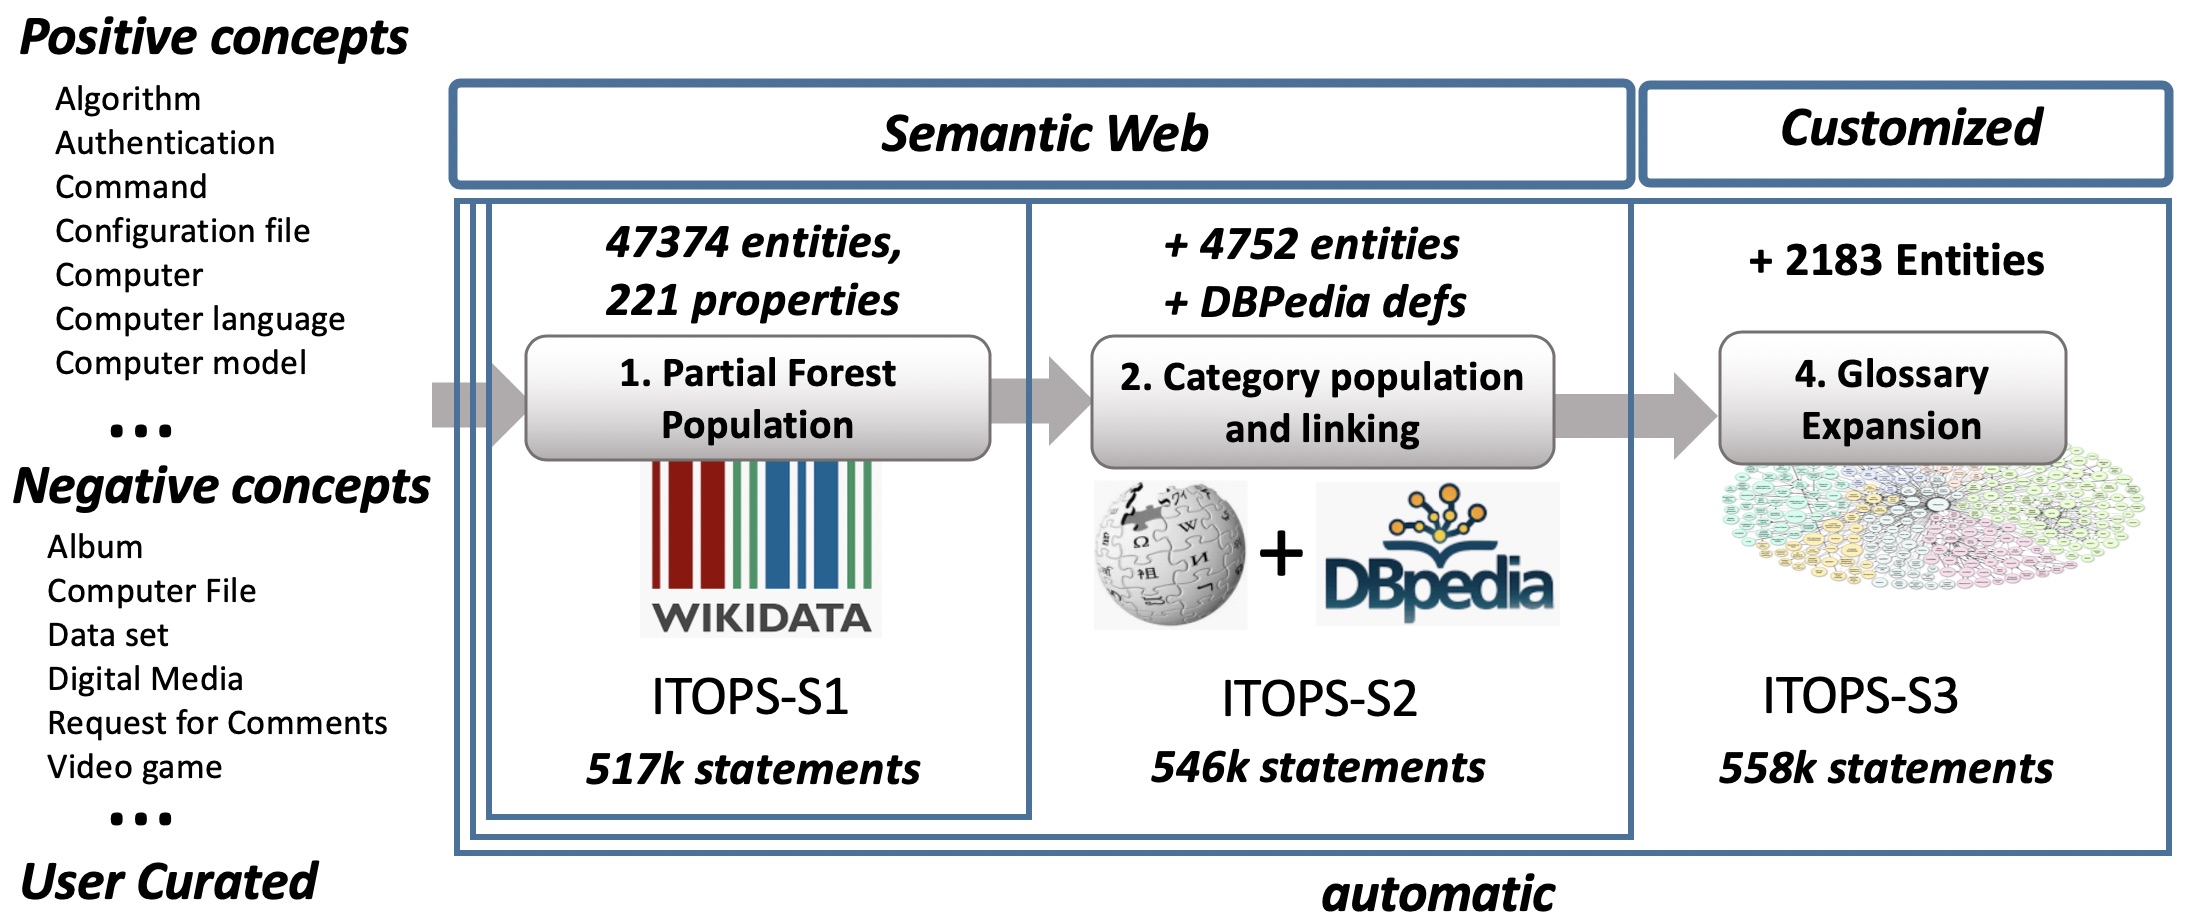 Positive concepts
Algorithm
Authentication
Command
Configuration file
Computer
Computer language
Computer model
...
Negative concepts
Album
Computer File
Data set
Digital Media
Request for Comments
Video game
...
User Curated
Semantic Web
Customized
47374 entities,
221 properties
1. Partial Forest
Population
WIKIDATA
ITOPS-S1
517k statements
+ 4752 entities
+ DBPedia defs
2. Category population
and linking
+
DBpedia
ITOPS-S2
546k statements
+ 2183 Entities
4. Glossary
Expansion
ITOPS-S3
558k statements
automatic